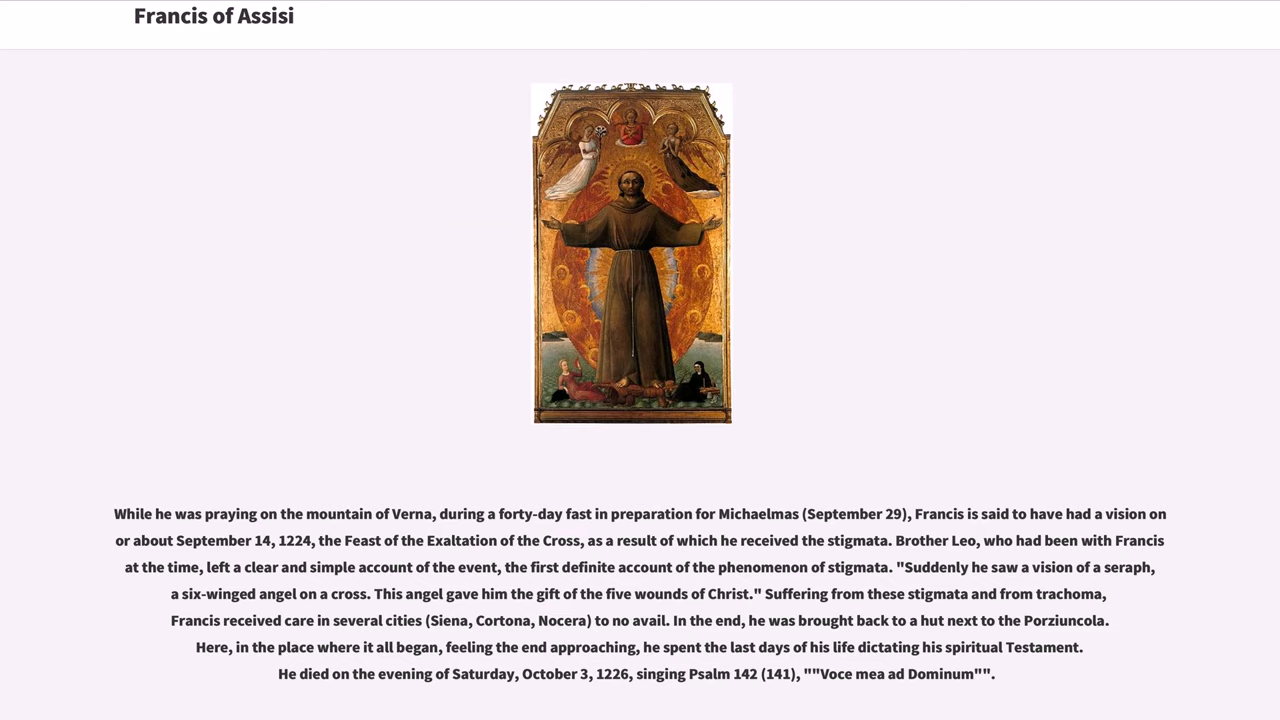 Francis of Assisi
While he was praying on the mountain of Verna, during a forty-day fast in preparation for Michaelmas (September 29), Francis is said to have had a vision on
or about September 14, 1224, the Feast of the Exaltation of the Cross, as a result of which he received the stigmata. Brother Leo, who had been with Francis
at the time, left a clear and simple account of the event, the first definite account of the phenomenon of stigmata. "Suddenly he saw a vision of a seraph,
a six-winged angel on a cross. This angel gave him the gift of the five wounds of Christ." Suffering from these stigmata and from trachoma,
Francis received care in several cities (Siena, Cortona, Nocera) to no avail. In the end, he was brought back to a hut next to the Porziuncola.
Here, in the place where it all began, feeling the end approaching, he spent the last days of his life dictating his spiritual Testament.
He died on the evening of Saturday, October 3, 1226, singing Psalm 142 (141), ""Voce mea ad Dominum"".